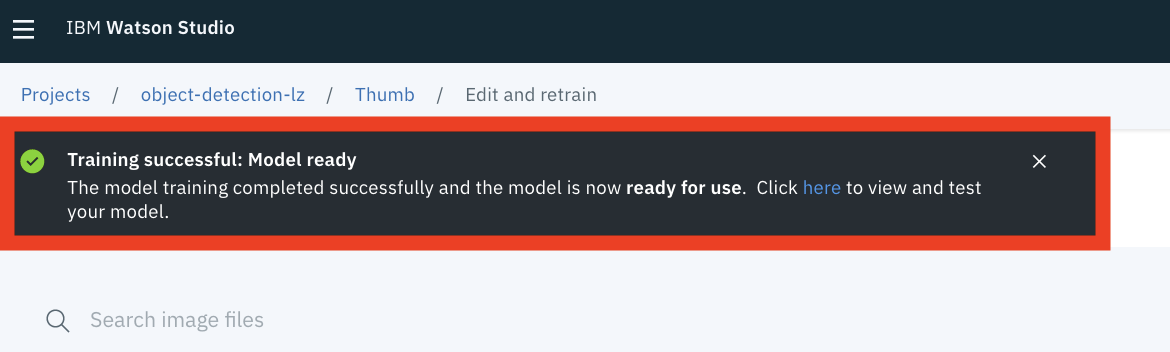 IBM Watson Studio
Projects / object-detection-lz / Thumb / Edit and retrain
Training successful: Model ready
The model training completed successfully and the model is now ready for use. Click here to view and test
your model.
Search image files